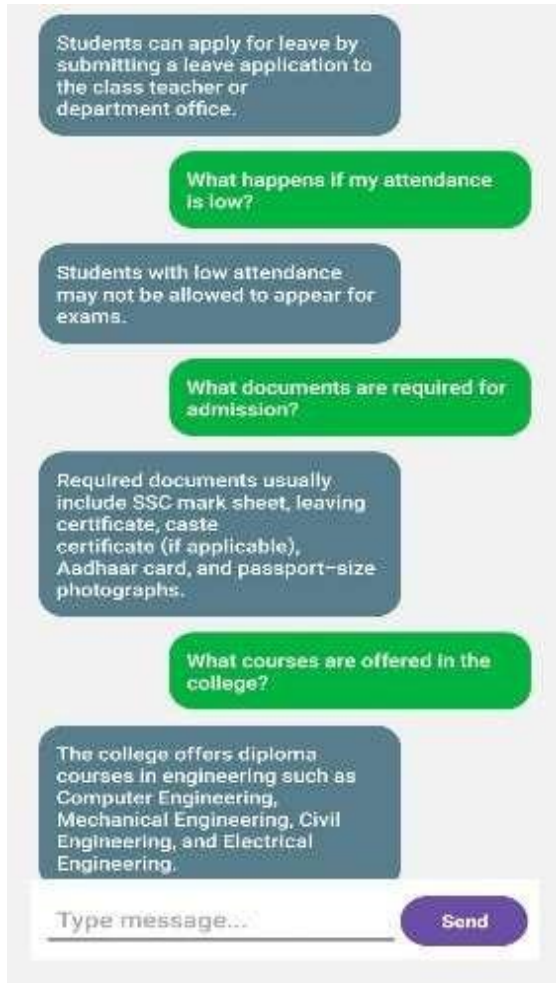 Students can apply for leave by
submitting a leave application to
the class teacher or
department office.
What happens if my attendance
is low?
Students with low attendance
may not be allowed to appear for
exams.
What documents are required for
admission?
Required documents usually
include SSC mark sheet, leaving
certificate, caste
certificate (if applicable),
Aadhaar card, and passport-size
photographs.
What courses are offered in the
college?
The college offers diploma
courses in engineering such as
Computer Engineering,
Mechanical Engineering, Civil
Engineering, and Electrical
Engineering.
Type message...
Send